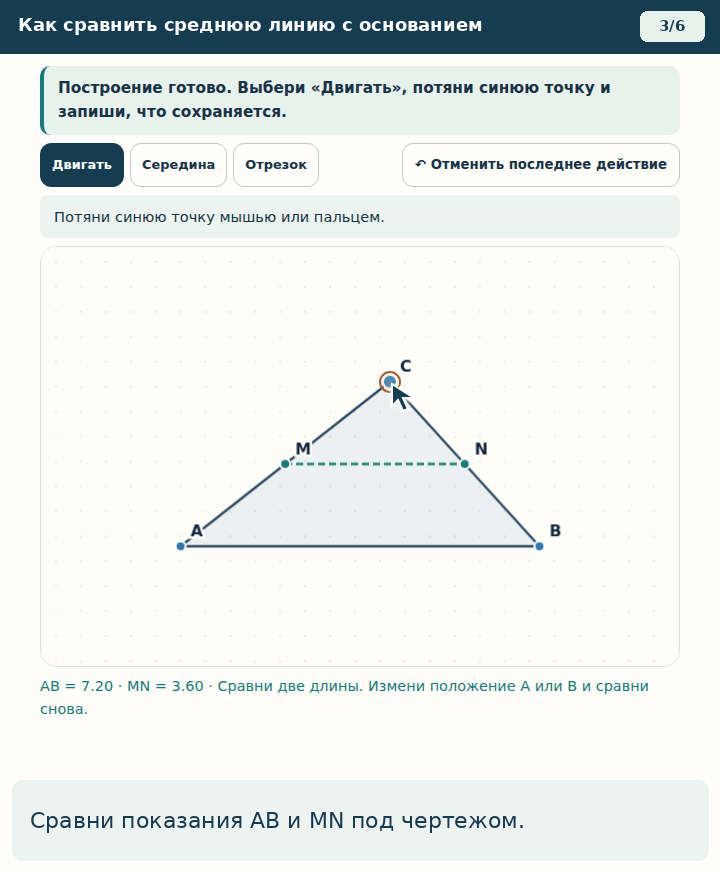 Как сравнить среднюю линию с основанием
3/6
Построение готово. Выбери «Двигать», потяни синюю точку и
запиши, что сохраняется.
Двигать
Середина
Отрезок
↶ Отменить последнее действие
Потяни синюю точку мышью или пальцем.
C
M
N
A
B
AB = 7.20 · MN = 3.60 · Сравни две длины. Измени положение A или B и сравни
снова.
Сравни показания AB и MN под чертежом.